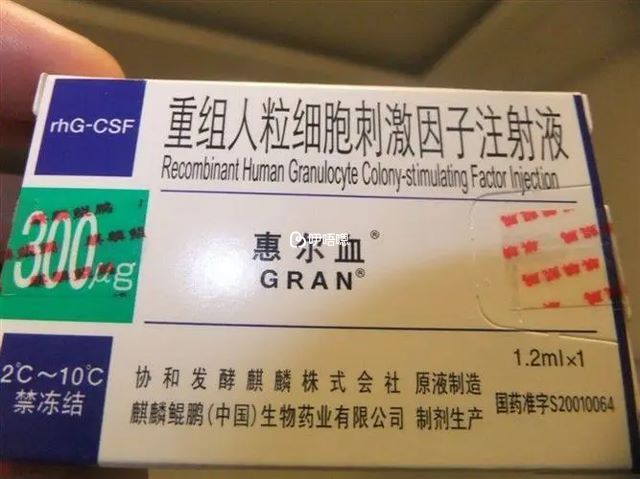 rhG-CSF
重组人粒细胞刺激因子注射液
Recombinant Human Granulocyte Colony-stimulating Factor Injection
300μg
惠尔血®
GRAN®
1.2ml×1
2℃～10℃
禁冻结
协和发酵麒麟株式会社 原液制造
麒麟鲲鹏(中国)生物药业有限公司 制剂生产
国药准字S20010064